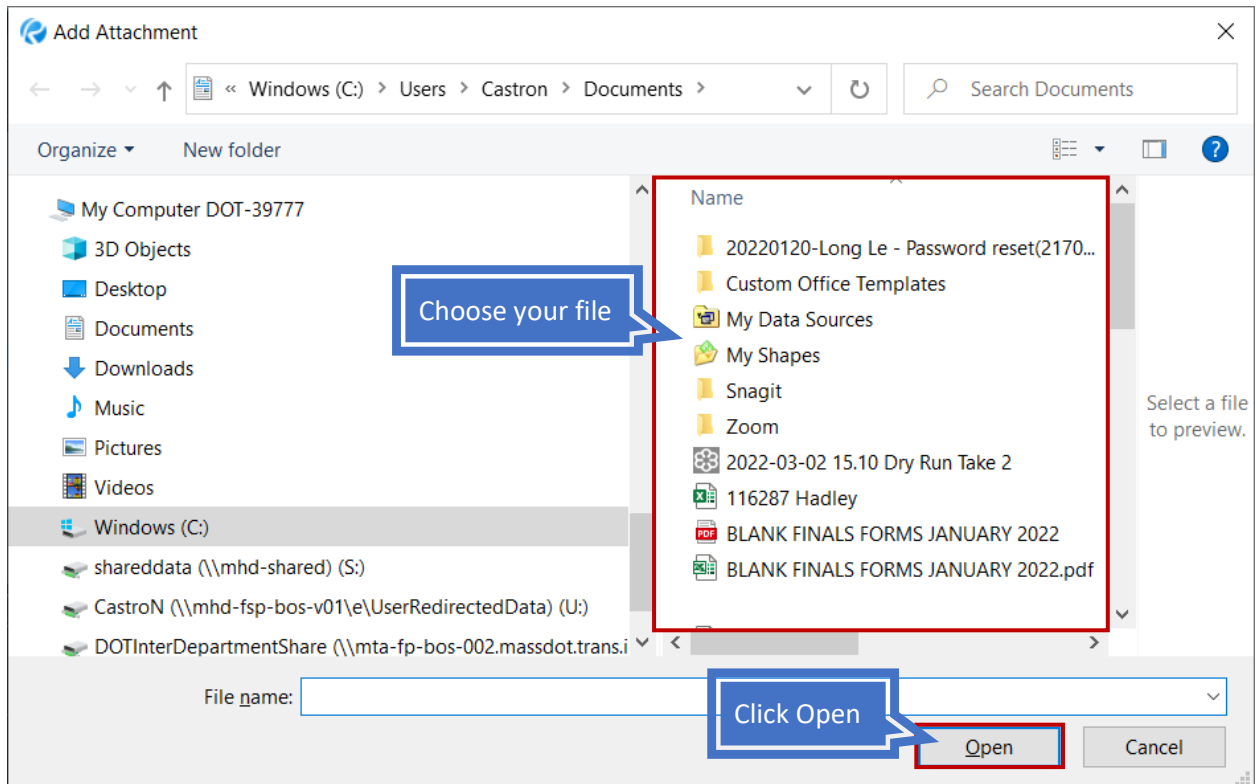 Add Attachment
« Windows (C:) > Users > Castron > Documents >
Search Documents
Organize
New folder
My Computer DOT-39777
3D Objects
Desktop
Documents
Downloads
Music
Pictures
Videos
Windows (C:)
shareddata (\\mhd-shared) (S:)
CastroN (\\mhd-fsp-bos-v01\e\UserRedirectedData) (U:)
DOTInterDepartmentShare (\\mta-fp-bos-002.massdot.trans.i
Choose your file
Name
20220120-Long Le - Password reset(2170...
Custom Office Templates
My Data Sources
My Shapes
Snagit
Zoom
2022-03-02 15.10 Dry Run Take 2
116287 Hadley
BLANK FINALS FORMS JANUARY 2022
BLANK FINALS FORMS JANUARY 2022.pdf
Select a file
to preview.
File name:
Click Open
Open
Cancel